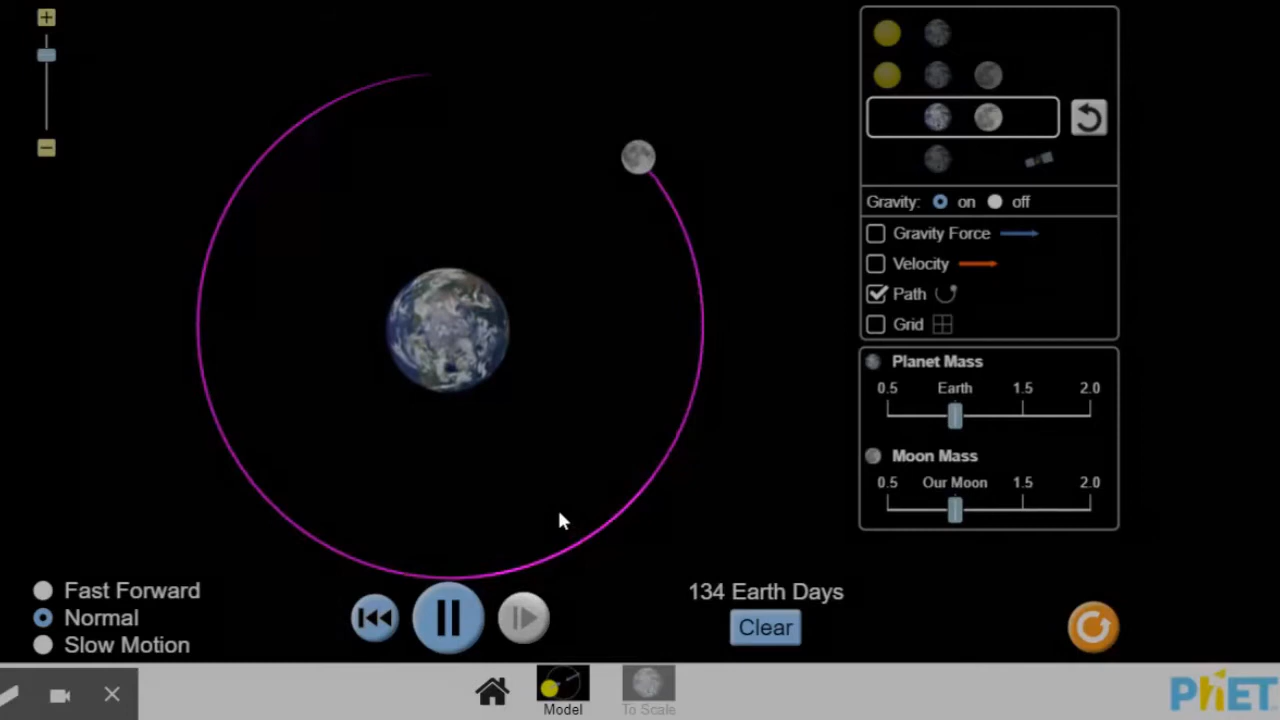 +
−
Gravity: on off
Gravity Force
Velocity
Path
Grid
Planet Mass
0.5 Earth 1.5 2.0
Moon Mass
0.5 Our Moon 1.5 2.0
Fast Forward
Normal
Slow Motion
134 Earth Days
Clear
Model
To Scale
PhET